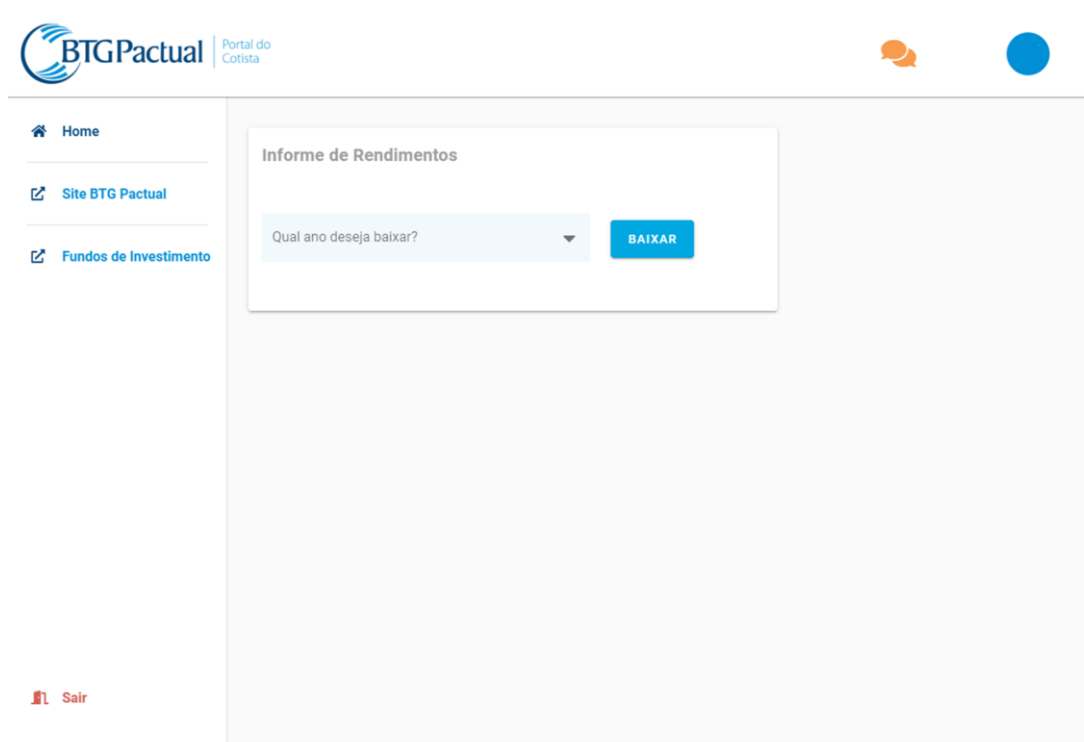 BTGPactual
Portal do
Cotista
Home
Site BTG Pactual
Fundos de Investimento
Informe de Rendimentos
Qual ano deseja baixar?
BAIXAR
Sair